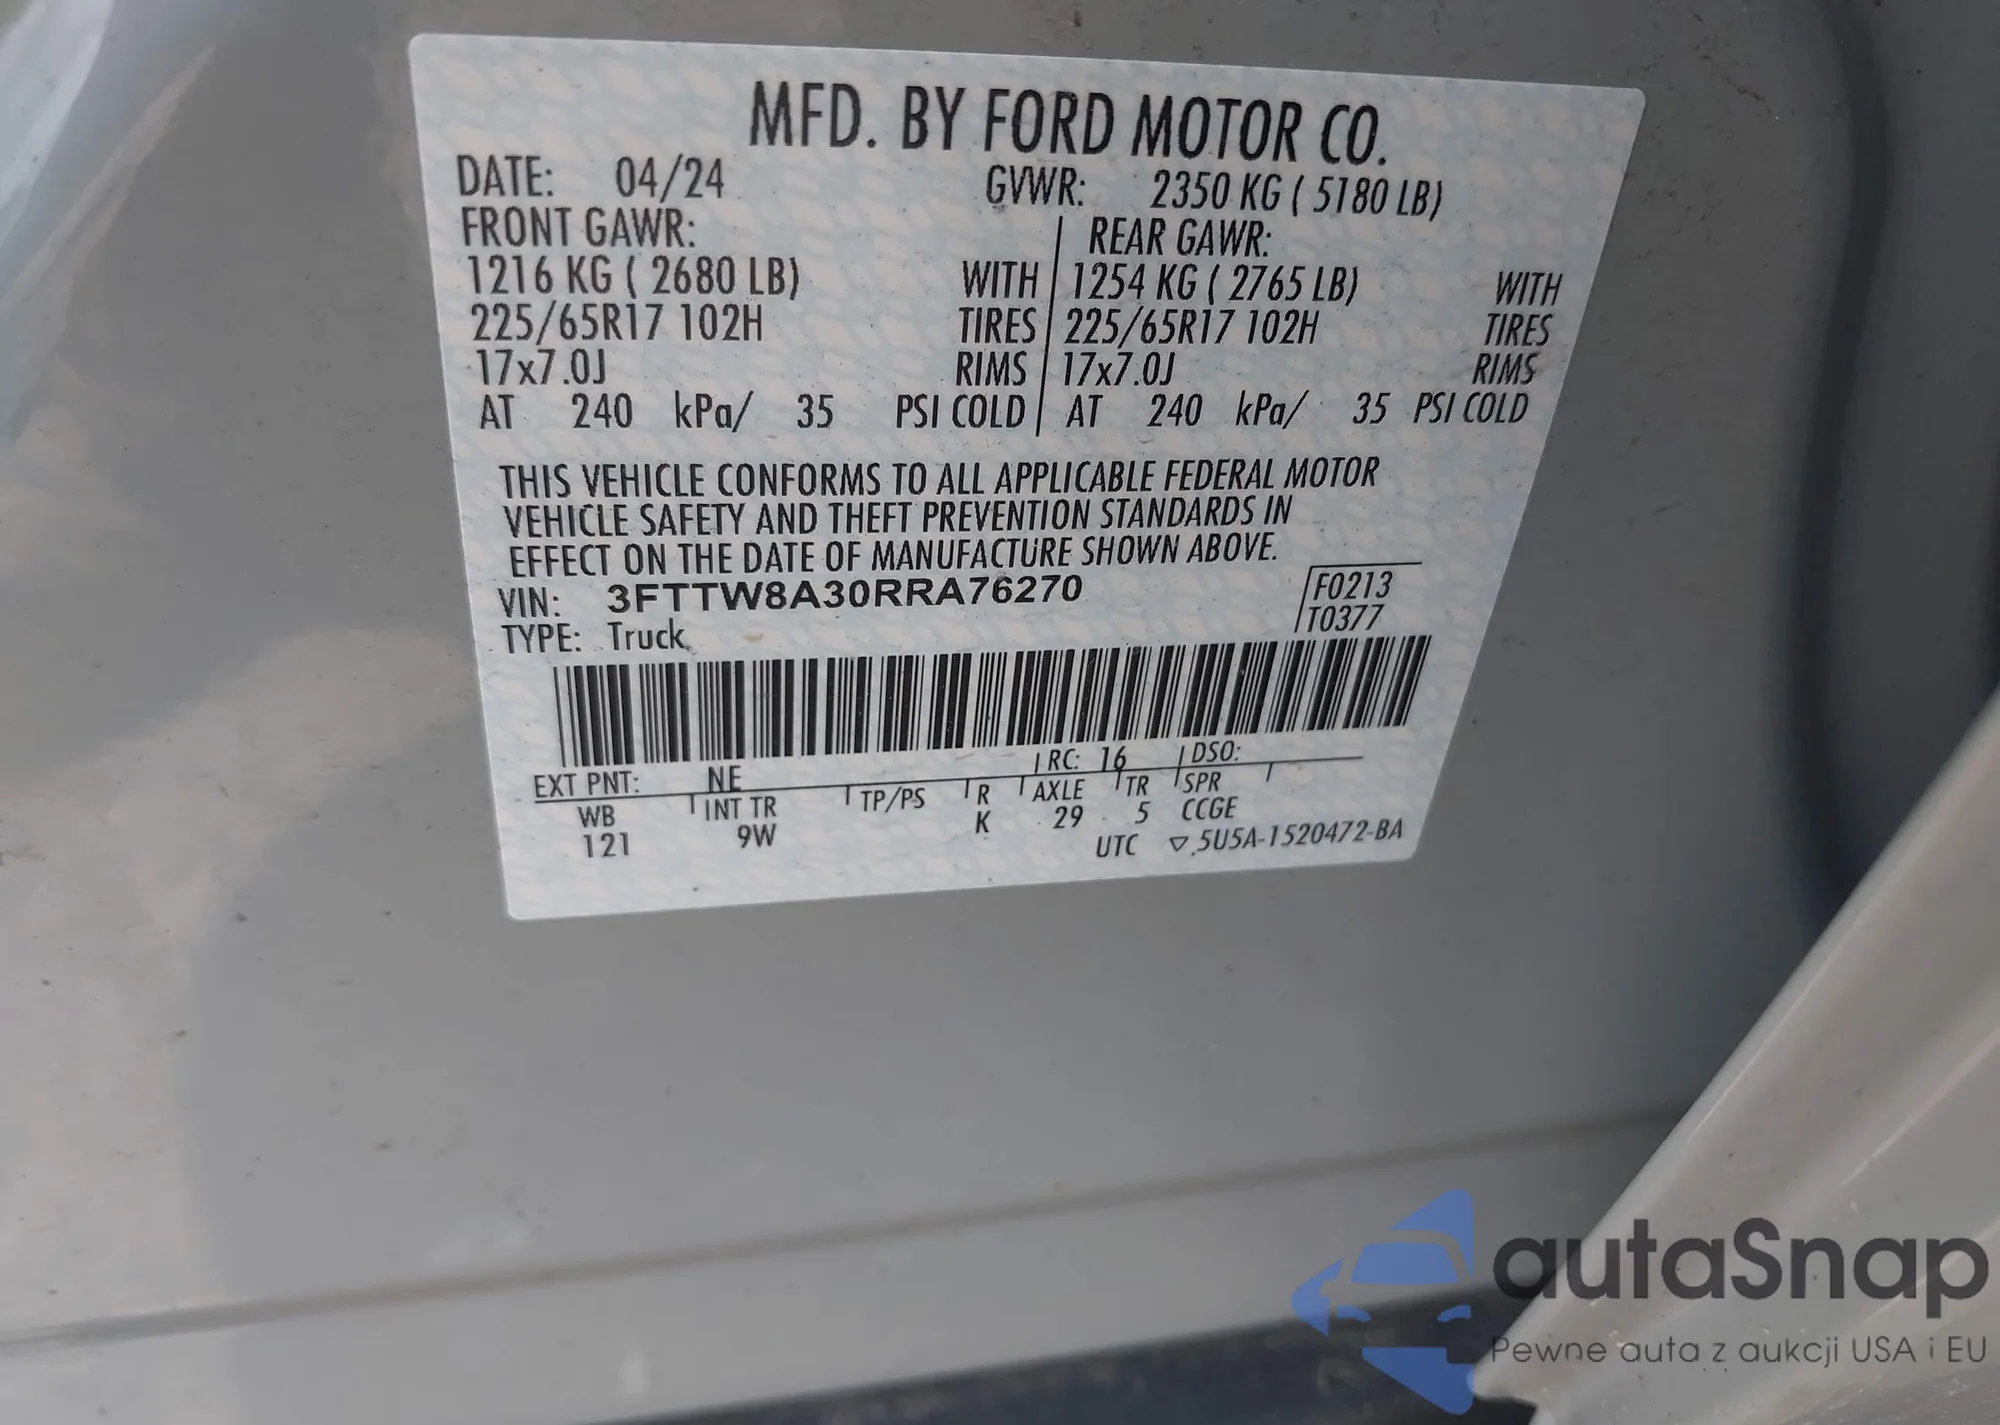 MFD. BY FORD MOTOR CO.
DATE: 04/24 GVWR: 2350 KG ( 5180 LB)
FRONT GAWR: REAR GAWR:
1216 KG ( 2680 LB) WITH 1254 KG ( 2765 LB) WITH
225/65R17 102H TIRES 225/65R17 102H TIRES
17x7.0J RIMS 17x7.0J RIMS
AT 240 kPa/ 35 PSI COLD AT 240 kPa/ 35 PSI COLD
THIS VEHICLE CONFORMS TO ALL APPLICABLE FEDERAL MOTOR
VEHICLE SAFETY AND THEFT PREVENTION STANDARDS IN
EFFECT ON THE DATE OF MANUFACTURE SHOWN ABOVE.
VIN: 3FTTW8A30RRA76270 F0213
TYPE: Truck T0377
EXT PNT: NE RC: 16 DSO:
WB INT TR TP/PS R AXLE TR SPR
121 9W K 29 5 CCGE
UTC ▽.5U5A-1520472-BA
autaSnap
Pewne auta z aukcji USA i EU